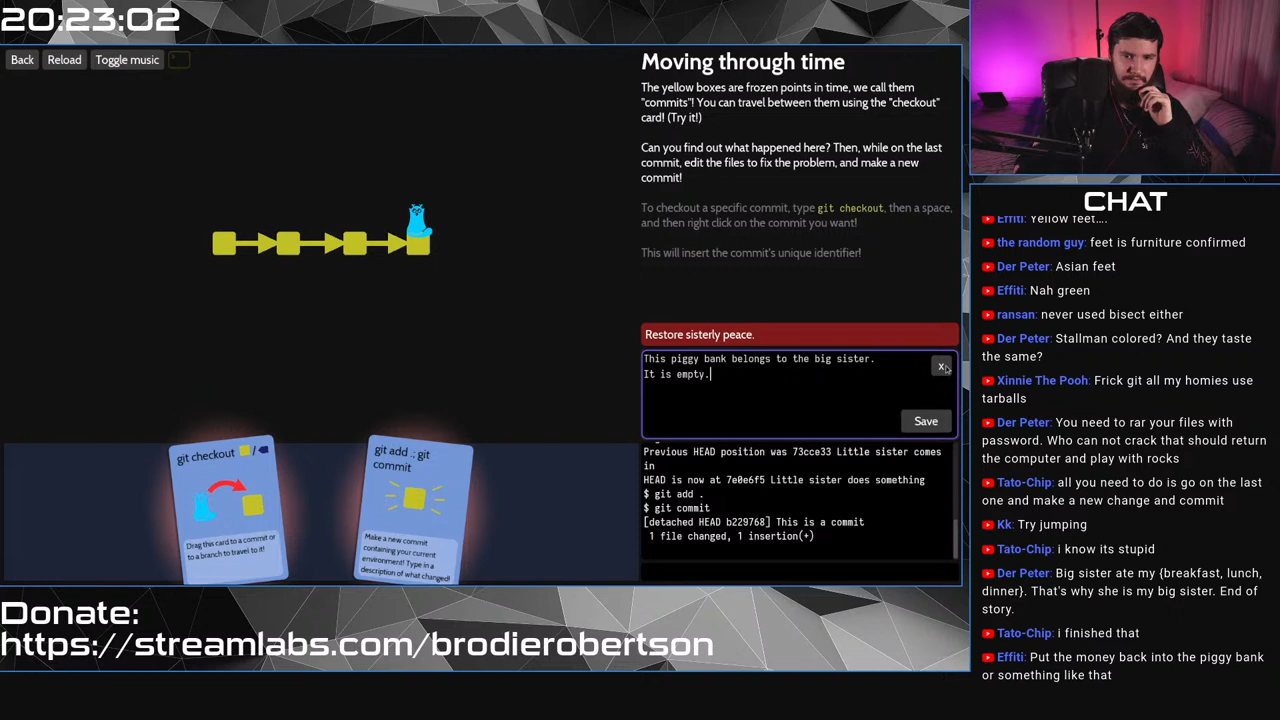 20:23:02
Back Reload Toggle music
Moving through time
The yellow boxes are frozen points in time, we call them
"commits"! You can travel between them using the "checkout"
card! (Try it!)
Can you find out what happened here? Then, while on the last
commit, edit the files to fix the problem, and make a new
commit!
To checkout a specific commit, type git checkout, then a space,
and then right click on the commit you want!
This will insert the commit's unique identifier!
Restore sisterly peace.
This piggy bank belongs to the big sister.
It is empty.
x
Save
Previous HEAD position was 73cce33 Little sister comes
in
HEAD is now at 7e0e6f5 Little sister does something
$ git add .
$ git commit
[detached HEAD b229768] This is a commit
1 file changed, 1 insertion(+)
git checkout /
Drag this card to a commit or
to a branch to travel to it!
git add .; git
commit
Make a new commit
containing your current
environment! Type in a
description of what changed!
CHAT
Effiti: Yellow feet....
the random guy: feet is furniture confirmed
Der Peter: Asian feet
Effiti: Nah green
ransan: never used bisect either
Der Peter: Stallman colored? And they taste
the same?
Xinnie The Pooh: Frick git all my homies use
tarballs
Der Peter: You need to rar your files with
password. Who can not crack that should return
the computer and play with rocks
Tato-Chip: all you need to do is go on the last
one and make a new change and commit
Kk: Try jumping
Tato-Chip: i know its stupid
Der Peter: Big sister ate my {breakfast, lunch,
dinner}. That's why she is my big sister. End of
story.
Tato-Chip: i finished that
Effiti: Put the money back into the piggy bank
or something like that
Donate:
https://streamlabs.com/brodierobertson